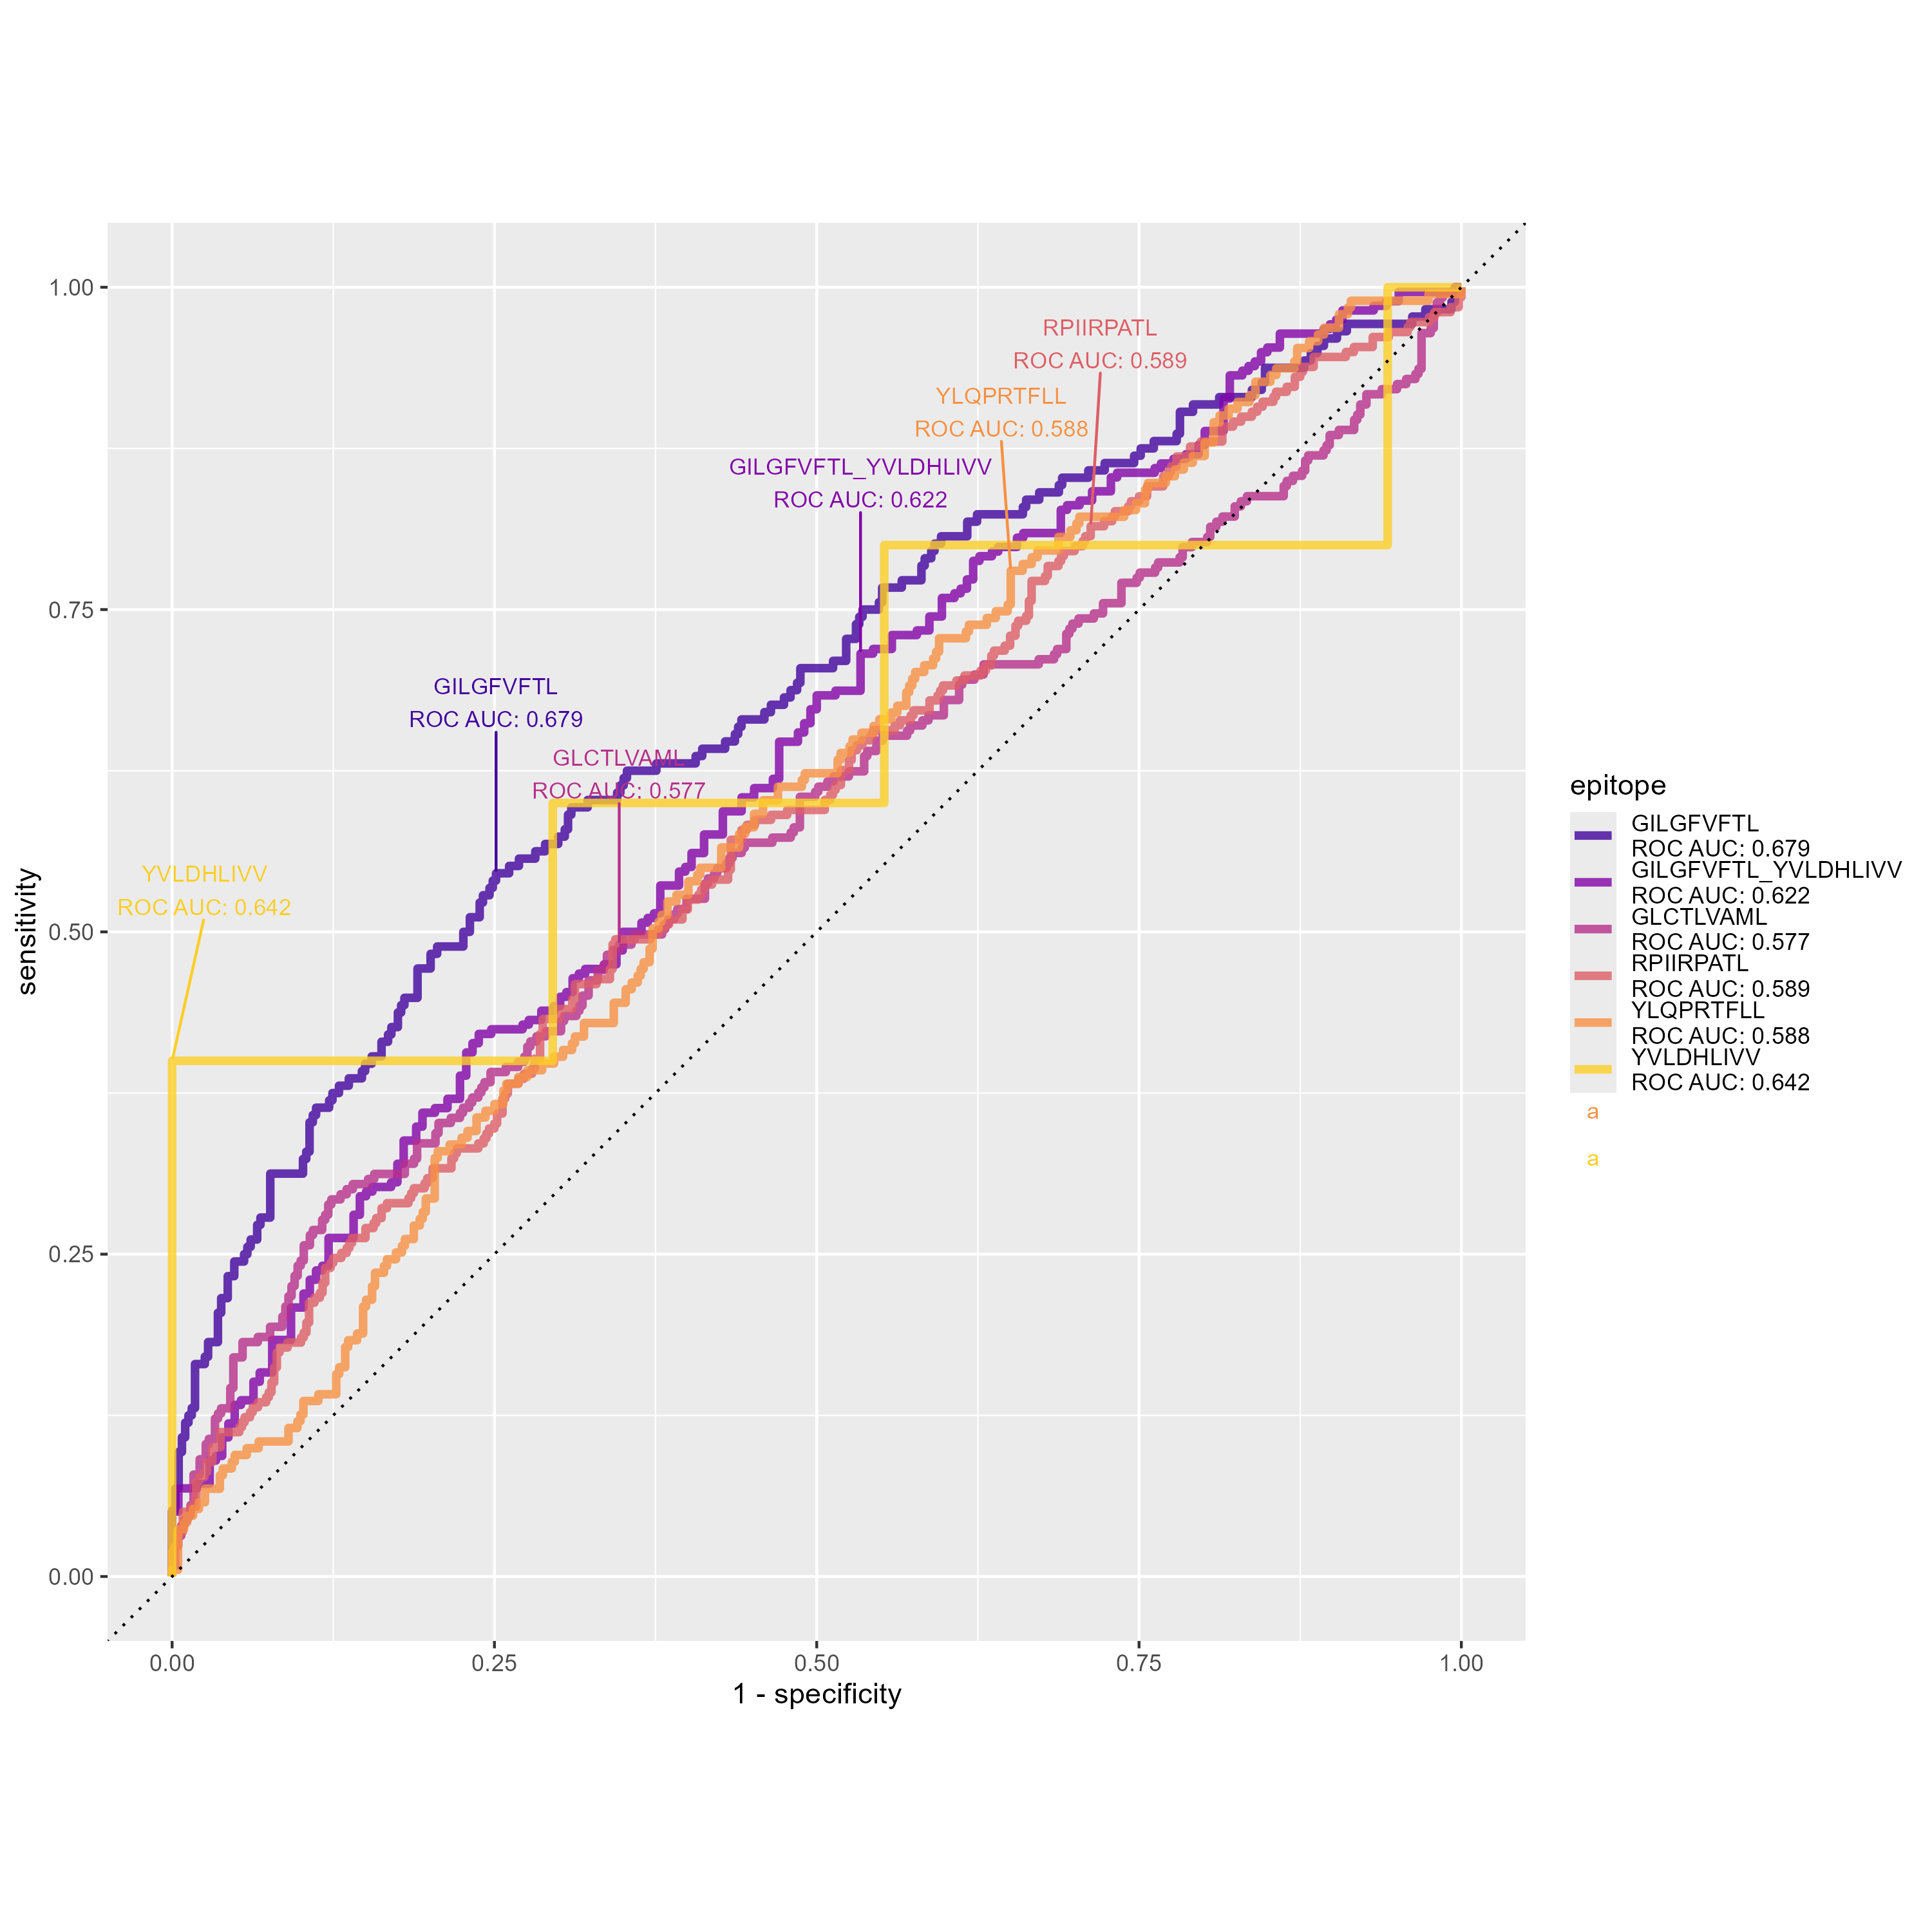 1.00
0.75
0.50
0.25
0.00
sensitivity
RPIIRPATL
ROC AUC: 0.589
YLQPRTFLL
ROC AUC: 0.588
GILGFVFTL_YVLDHLIVV
ROC AUC: 0.622
GILGFVFTL
ROC AUC: 0.679
GLCTLVAML
ROC AUC: 0.577
YVLDHLIVV
ROC AUC: 0.642
0.00 0.25 0.50 0.75 1.00
1 - specificity
epitope
GILGFVFTL
ROC AUC: 0.679
GILGFVFTL_YVLDHLIVV
ROC AUC: 0.622
GLCTLVAML
ROC AUC: 0.577
RPIIRPATL
ROC AUC: 0.589
YLQPRTFLL
ROC AUC: 0.588
YVLDHLIVV
ROC AUC: 0.642
a
a